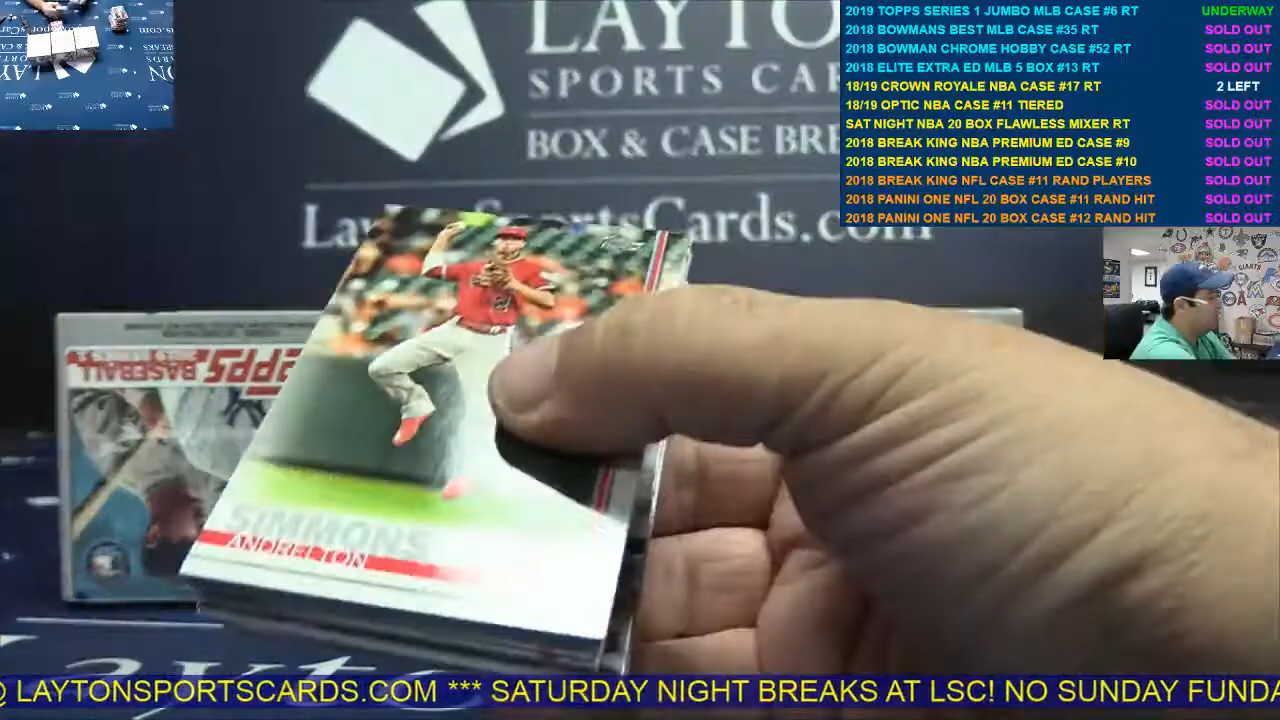 LAYTO
SPORTS CAR
BOX & CASE BRE
LaytonSportsCards.com
2019 TOPPS SERIES 1 JUMBO MLB CASE #6 RT UNDERWAY
2018 BOWMANS BEST MLB CASE #35 RT SOLD OUT
2018 BOWMAN CHROME HOBBY CASE #52 RT SOLD OUT
2018 ELITE EXTRA ED MLB 5 BOX #13 RT SOLD OUT
18/19 CROWN ROYALE NBA CASE #17 RT 2 LEFT
18/19 OPTIC NBA CASE #11 TIERED SOLD OUT
SAT NIGHT NBA 20 BOX FLAWLESS MIXER RT SOLD OUT
2018 BREAK KING NBA PREMIUM ED CASE #9 SOLD OUT
2018 BREAK KING NBA PREMIUM ED CASE #10 SOLD OUT
2018 BREAK KING NFL CASE #11 RAND PLAYERS SOLD OUT
2018 PANINI ONE NFL 20 BOX CASE #11 RAND HIT SOLD OUT
2018 PANINI ONE NFL 20 BOX CASE #12 RAND HIT SOLD OUT
TOPPS BASEBALL
SIMMONS
ANDRELTON
Layto
@ LAYTONSPORTSCARDS.COM *** SATURDAY NIGHT BREAKS AT LSC! NO SUNDAY FUNDA